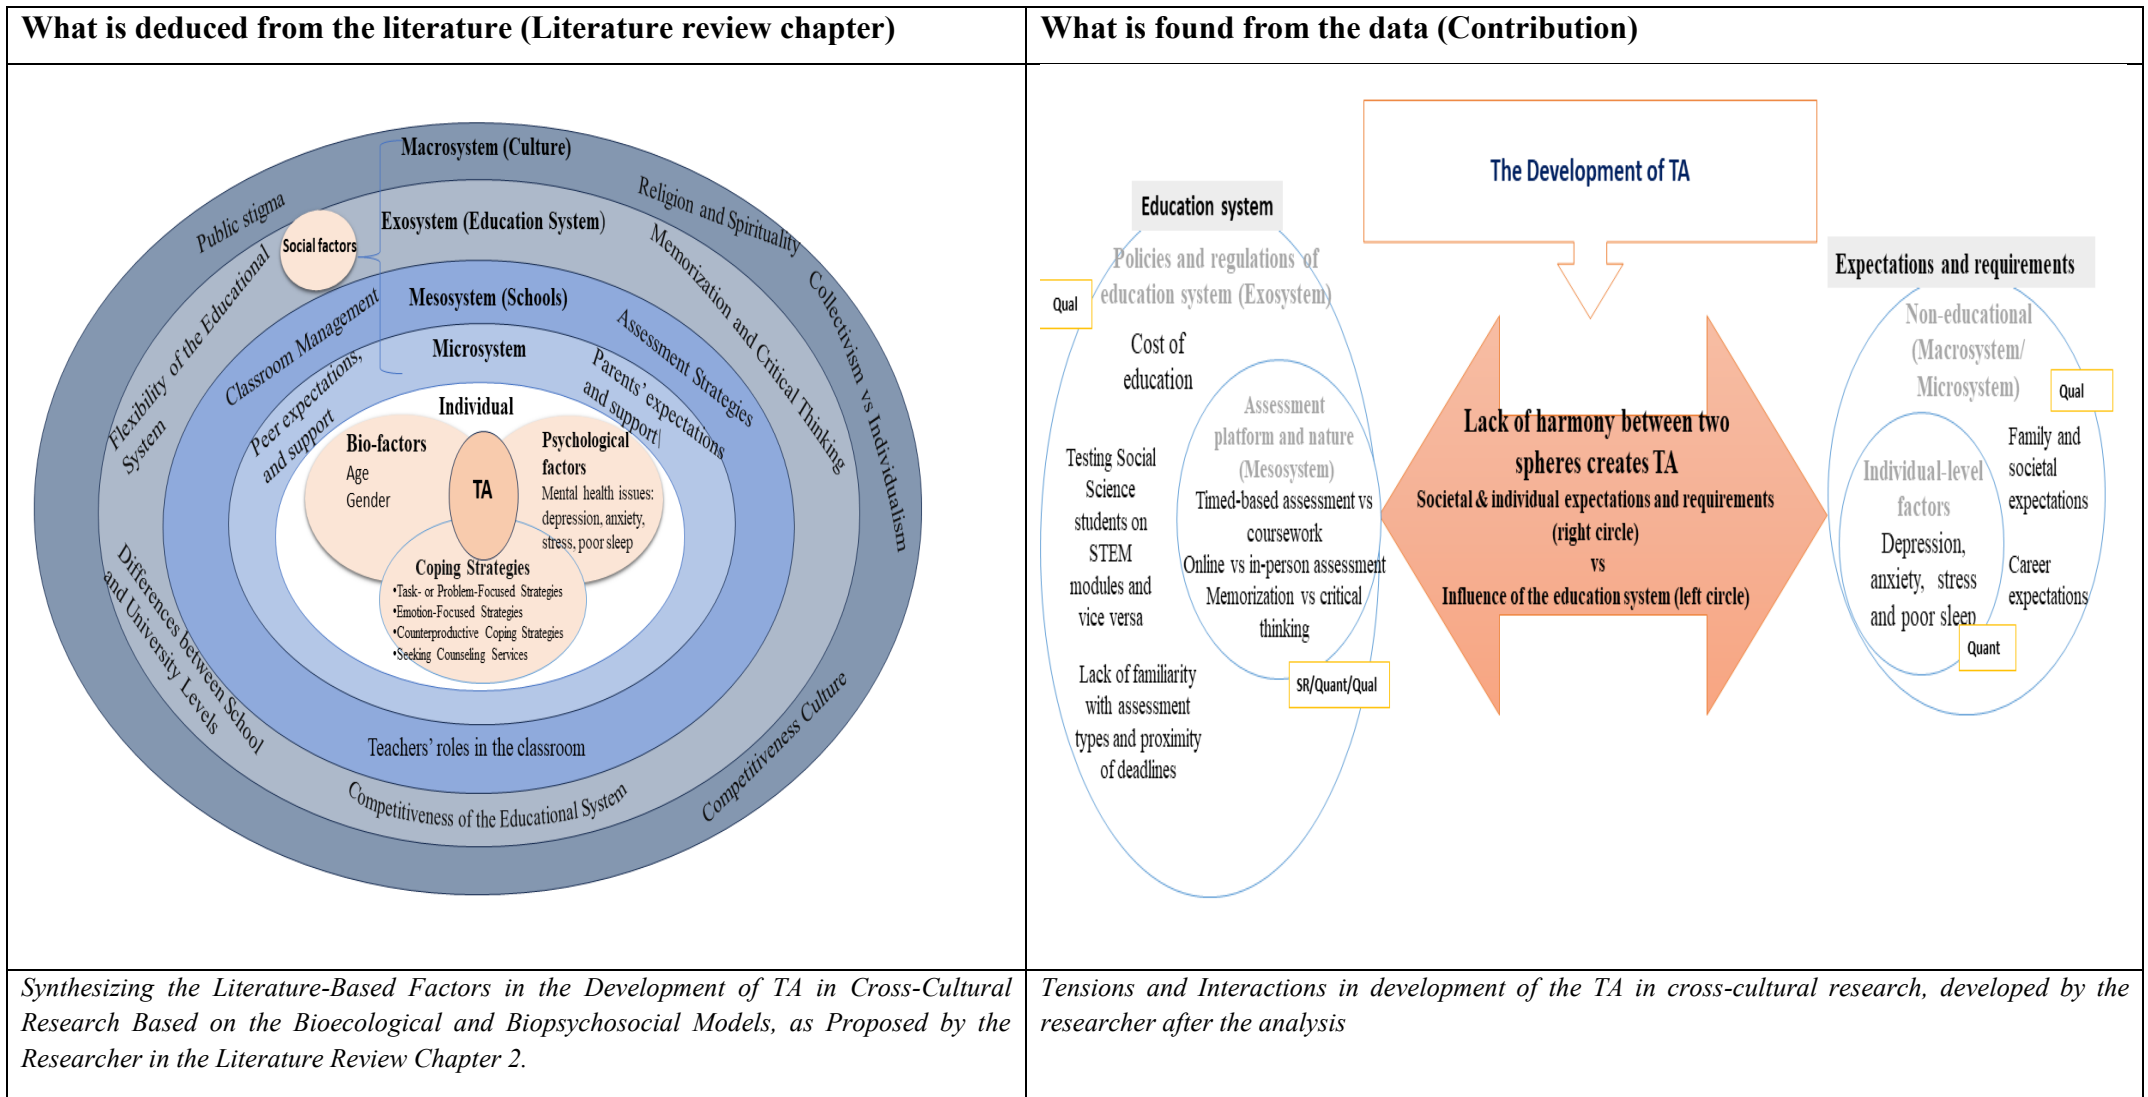 What is deduced from the literature (Literature review chapter)
Macrosystem (Culture)
Public stigma
Religion and Spirituality
Collectivism vs Individualism
Competitiveness Culture
Social factors
Exosystem (Education System)
Flexibility of the Educational
System
Memorization and Critical Thinking
Differences between School
and University Levels
Competitiveness of the Educational System
Mesosystem (Schools)
Classroom Management
Assessment Strategies
Teachers' roles in the classroom
Microsystem
Peer expectations,
and support
Parents' expectations
and support|
Individual
Bio-factors
Age
Gender
TA
Psychological
factors
Mental health issues:
depression, anxiety,
stress, poor sleep
Coping Strategies
•Task- or Problem-Focused Strategies
•Emotion-Focused Strategies
•Counterproductive Coping Strategies
•Seeking Counseling Services
Synthesizing the Literature-Based Factors in the Development of TA in Cross-Cultural
Research Based on the Bioecological and Biopsychosocial Models, as Proposed by the
Researcher in the Literature Review Chapter 2.
What is found from the data (Contribution)
The Development of TA
Education system
Policies and regulations of
education system (Exosystem)
Qual
Cost of
education
Testing Social
Science
students on
STEM
modules and
vice versa
Lack of familiarity
with assessment
types and proximity
of deadlines
Assessment
platform and nature
(Mesosystem)
Timed-based assessment vs
coursework
Online vs in-person assessment
Memorization vs critical
thinking
SR/Quant/Qual
Lack of harmony between two
spheres creates TA
Societal & individual expectations and requirements
(right circle)
vs
Influence of the education system (left circle)
Expectations and requirements
Non-educational
(Macrosystem/
Microsystem)
Qual
Family and
societal
expectations
Career
expectations
Individual-level
factors
Depression,
anxiety, stress
and poor sleep
Quant
Tensions and Interactions in development of the TA in cross-cultural research, developed by the
researcher after the analysis